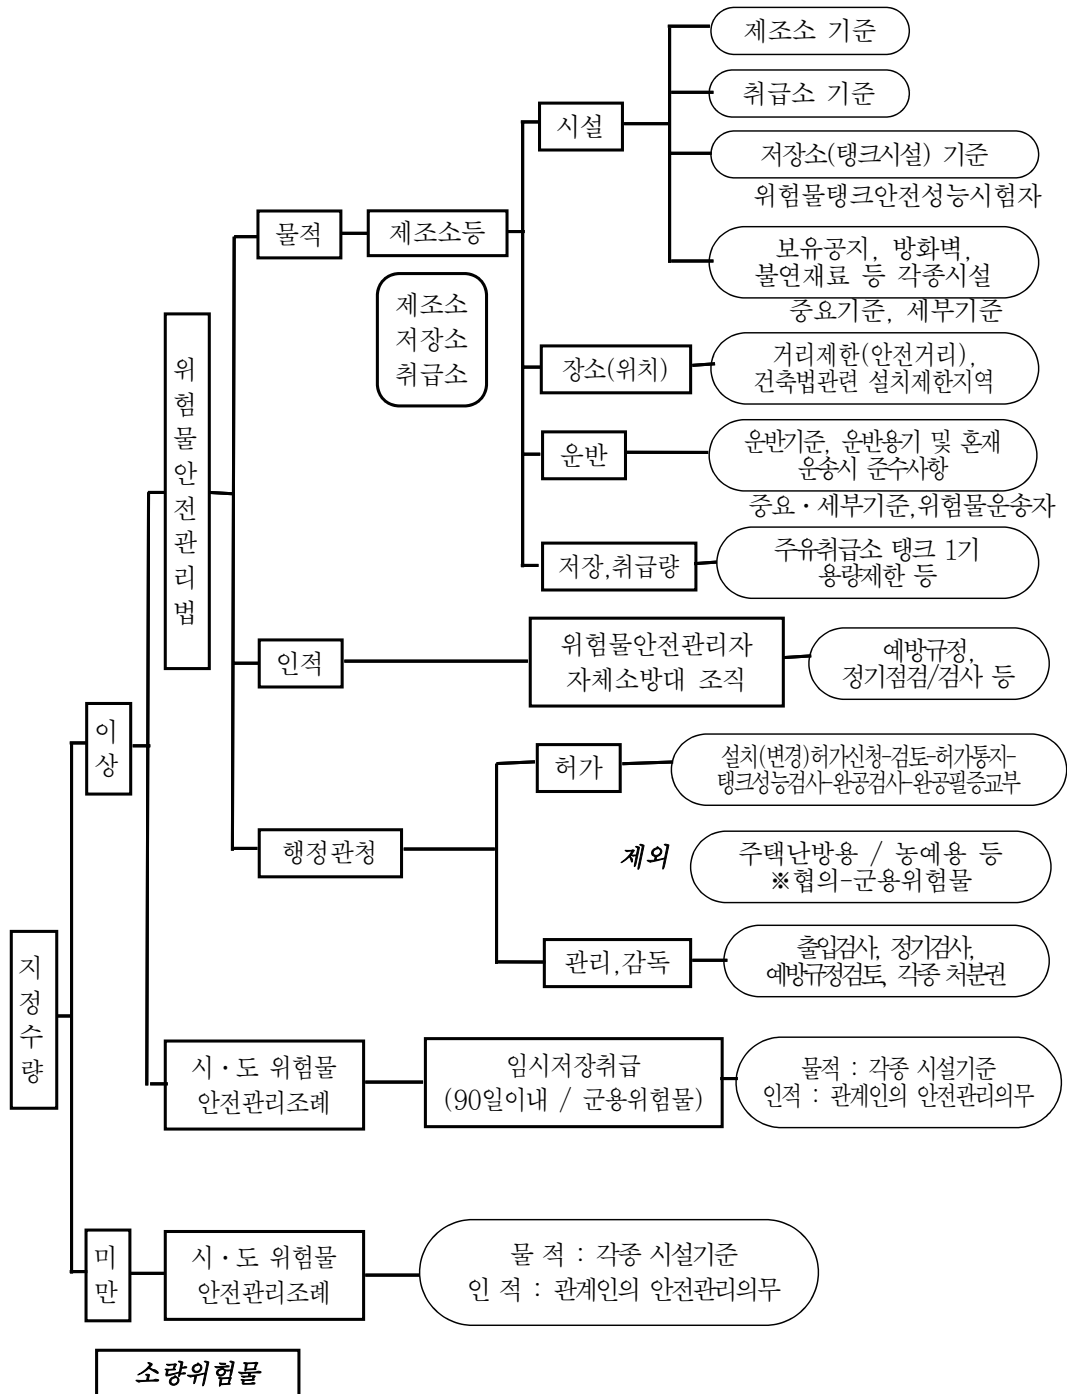 제조소 기준
취급소 기준
시설
저장소(탱크시설) 기준
위험물탱크안전성능시험자
물적
제조소등
보유공지, 방화벽,
불연재료 등 각종시설
중요기준, 세부기준
제조소
저장소
취급소
장소(위치)
거리제한(안전거리),
건축법관련 설치제한지역
위험물안전관리법
운반
운반기준, 운반용기 및 혼재
운송시 준수사항
중요·세부기준,위험물운송자
저장,취급량
주유취급소 탱크 1기
용량제한 등
인적
위험물안전관리자
자체소방대 조직
예방규정,
정기점검/검사 등
이상
허가
설치(변경)허가신청-검토-허가통지-
탱크성능검사-완공검사-완공필증교부
행정관청
제외
주택난방용 / 농예용 등
※협의-군용위험물
관리,감독
출입검사, 정기검사,
예방규정검토, 각종 처분권
지정수량
시·도 위험물
안전관리조례
임시저장취급
(90일이내 / 군용위험물)
물적 : 각종 시설기준
인적 : 관계인의 안전관리의무
미만
시·도 위험물
안전관리조례
물 적 : 각종 시설기준
인 적 : 관계인의 안전관리의무
소량위험물